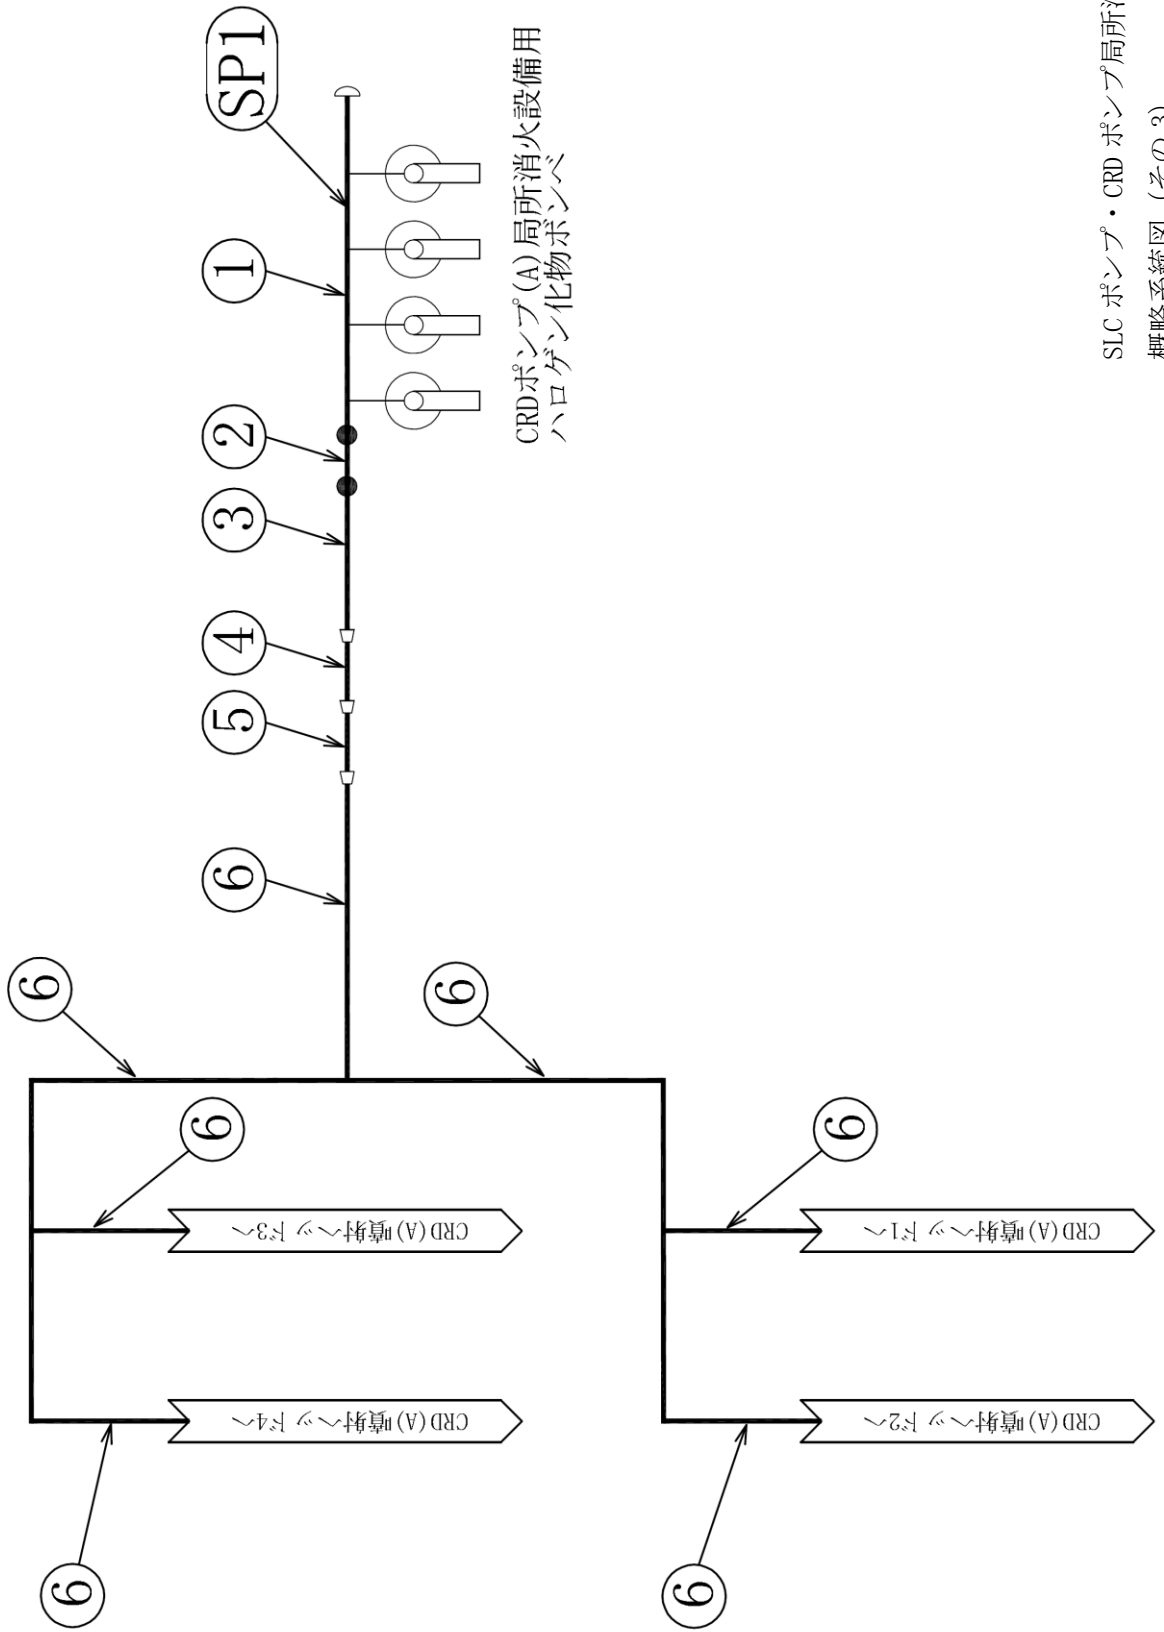 SP1
1
2
3
4
5
6
6
6
6
6
6
6
CRDポンプ(A)局所消火設備用
ハロゲン化物ボンベ
CRD(A)噴射ヘッド3へ
CRD(A)噴射ヘッド4へ
CRD(A)噴射ヘッド1へ
CRD(A)噴射ヘッド2へ
SLC ポンプ・CRD ポンプ局所消
概略系統図 (その 3)